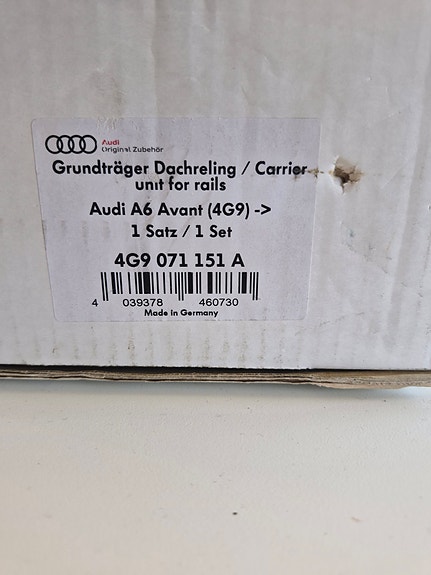 Audi
Original Zubehör
Grundträger Dachreling / Carrier
unit for rails
Audi A6 Avant (4G9) ->
1 Satz / 1 Set
4G9 071 151 A
4 039378 460730
Made in Germany